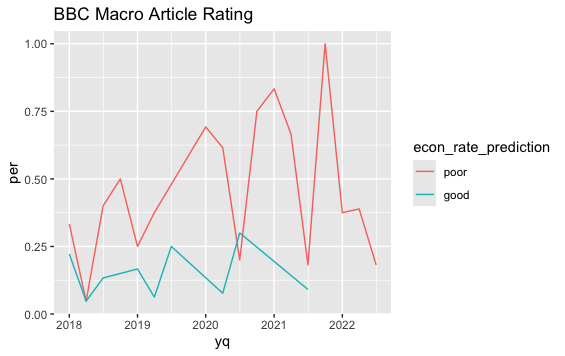 BBC Macro Article Rating
1.00
0.75
0.50
0.25
0.00
per
2018 2019 2020 2021 2022
yq
econ_rate_prediction
poor
good